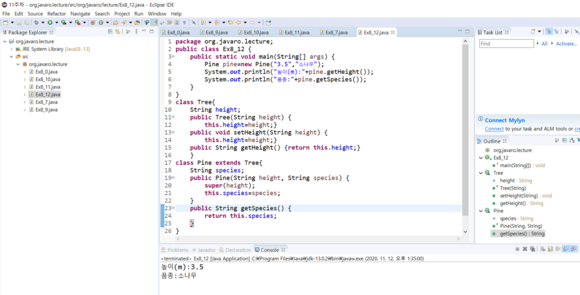 11주차 - org.javaro.lecture/src/org/javaro/lecture/Ex8_12.java - Eclipse IDE
File Edit Source Refactor Navigate Search Project Run Window Help
Package Explorer
org.javaro.lecture
JRE System Library [JavaSE-13]
src
org.javaro.lecture
Ex8_0.java
Ex8_10.java
Ex8_11.java
Ex8_12.java
Ex8_7.java
Ex8_9.java
Ex8_0.java
Ex8_9.java
Ex8_10.java
Ex8_11.java
Ex8_7.java
Ex8_12.java
1 package org.javaro.lecture;
2 public class Ex8_12 {
3 public static void main(String[] args) {
4 Pine pine=new Pine("3.5","소나무");
5 System.out.println("높이(m):"+pine.getHeight());
6 System.out.println("품종:"+pine.getSpecies());
7 }
8 }
9 class Tree{
10 String height;
11 public Tree(String height) {
12 this.height=height;}
13 public void setHeight(String height) {
14 this.height=height;}
15 public String getHeight() {return this.height;}
16 }
17 class Pine extends Tree{
18 String species;
19 public Pine(String height, String species) {
20 super(height);
21 this.species=species;
22 }
23 public String getSpecies() {
24 return this.species;
25 }
26 }
Task List
Find
All
Activate...
Connect Mylyn
Connect to your task and ALM tools or
Outline
org.javaro.lecture
Ex8_12
main(String[]) : void
Tree
height : String
Tree(String)
setHeight(String) : void
getHeight() : String
Pine
species : String
Pine(String, String)
getSpecies() : String
Problems
Javadoc
Declaration
Console
<terminated> Ex8_12 [Java Application] C:\Program Files\Java\jdk-13.0.2\bin\javaw.exe (2020. 11. 12. 오후 1:35:00)
높이(m):3.5
품종:소나무